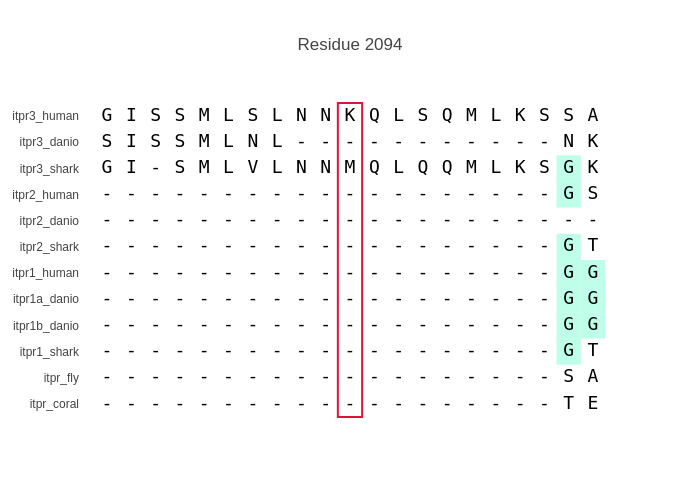 Residue 2094
itpr3_human G I S S M L S L N N K Q L S Q M L K S S A
itpr3_danio S I S S M L N L - - - - - - - - - - - N K
itpr3_shark G I - S M L V L N N M Q L Q Q M L K S G K
itpr2_human - - - - - - - - - - - - - - - - - - - G S
itpr2_danio - - - - - - - - - - - - - - - - - - - - -
itpr2_shark - - - - - - - - - - - - - - - - - - - G T
itpr1_human - - - - - - - - - - - - - - - - - - - G G
itpr1a_danio - - - - - - - - - - - - - - - - - - - G G
itpr1b_danio - - - - - - - - - - - - - - - - - - - G G
itpr1_shark - - - - - - - - - - - - - - - - - - - G T
itpr_fly - - - - - - - - - - - - - - - - - - - S A
itpr_coral - - - - - - - - - - - - - - - - - - - T E